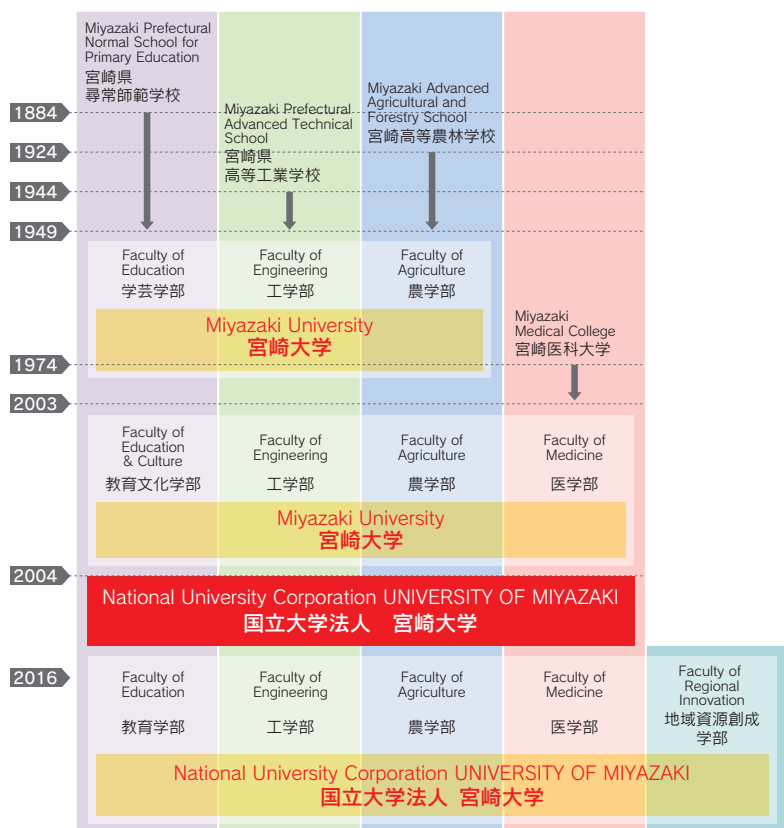 Miyazaki Prefectural
Normal School for
Primary Education
宮崎県
尋常師範学校
Miyazaki Prefectural
Advanced Technical
School
宮崎県
高等工業学校
Miyazaki Advanced
Agricultural and
Forestry School
宮崎高等農林学校
1884
1924
1944
1949
Faculty of
Education
学芸学部
Faculty of
Engineering
工学部
Faculty of
Agriculture
農学部
Miyazaki University
宮崎大学
Miyazaki
Medical College
宮崎医科大学
1974
2003
Faculty of
Education
& Culture
教育文化学部
Faculty of
Engineering
工学部
Faculty of
Agriculture
農学部
Faculty of
Medicine
医学部
Miyazaki University
宮崎大学
2004
National University Corporation UNIVERSITY OF MIYAZAKI
国立大学法人　宮崎大学
2016
Faculty of
Education
教育学部
Faculty of
Engineering
工学部
Faculty of
Agriculture
農学部
Faculty of
Medicine
医学部
Faculty of
Regional
Innovation
地域資源創成
学部
National University Corporation UNIVERSITY OF MIYAZAKI
国立大学法人 宮崎大学